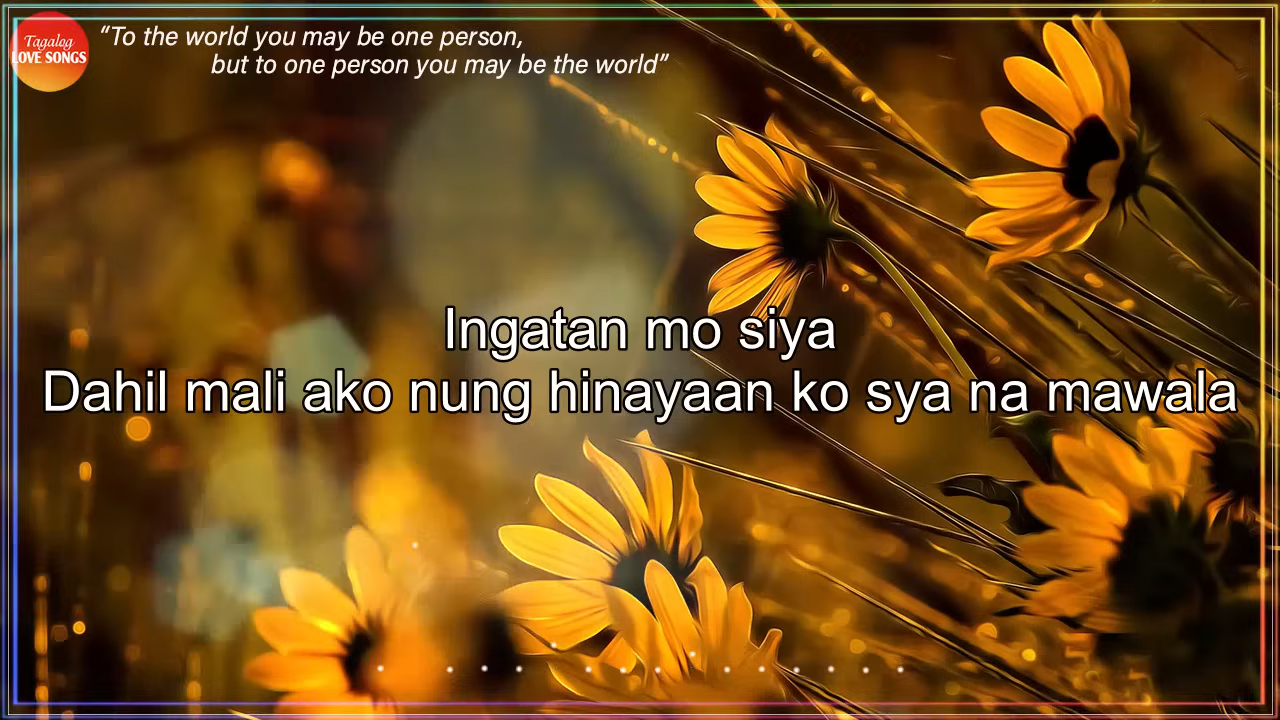 Tagalog
LOVE SONGS
“To the world you may be one person,
but to one person you may be the world”
Ingatan mo siya
Dahil mali ako nung hinayaan ko sya na mawala